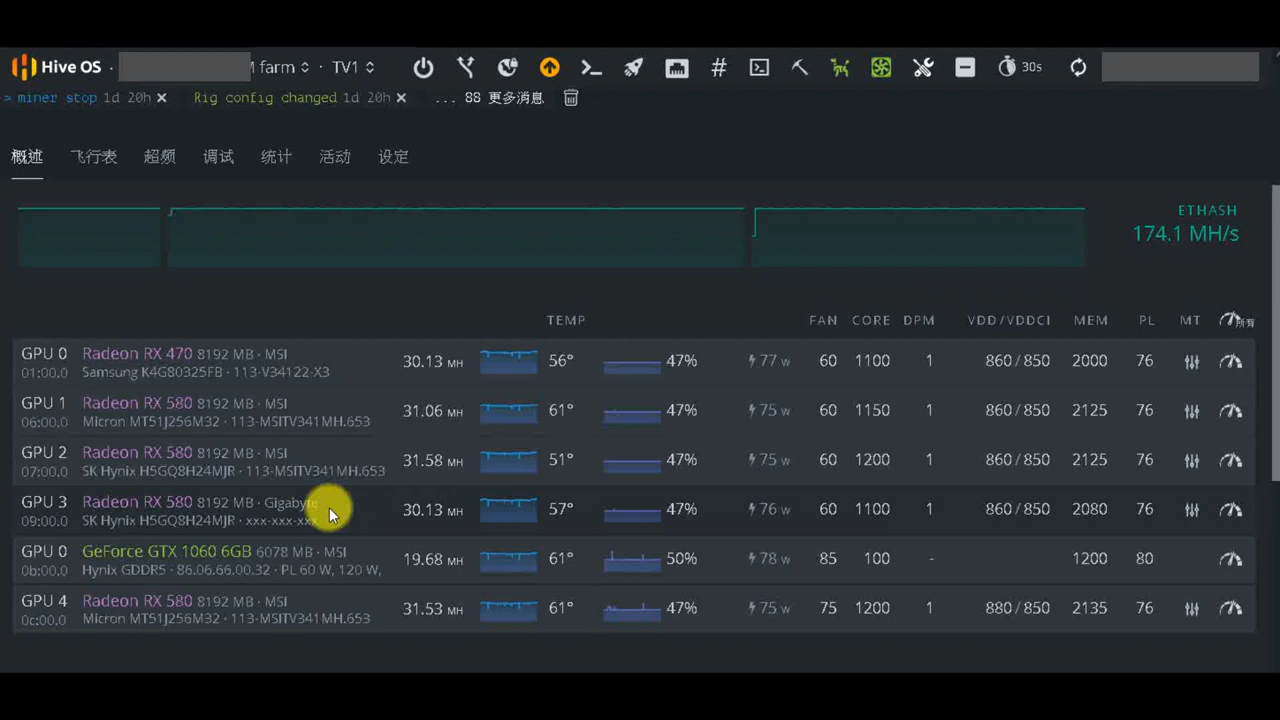 Hive OS · farm · TV1 # 30s
> miner stop 1d 20h × Rig config changed 1d 20h × ... 88 更多消息
概述 飞行表 超频 调试 统计 活动 设定
ETHASH
174.1 MH/s
TEMP FAN CORE DPM VDD/VDDCI MEM PL MT 所有
GPU 0 Radeon RX 470 8192 MB · MSI 30.13 MH 56° 47% 77 W 60 1100 1 860/850 2000 76
01:00.0 Samsung K4G80325FB · 113-V34122-X3
GPU 1 Radeon RX 580 8192 MB · MSI 31.06 MH 61° 47% 75 W 60 1150 1 860/850 2125 76
06:00.0 Micron MT51J256M32 · 113-MSITV341MH.653
GPU 2 Radeon RX 580 8192 MB · MSI 31.58 MH 51° 47% 75 W 60 1200 1 860/850 2125 76
07:00.0 SK Hynix H5GQ8H24MJR · 113-MSITV341MH.653
GPU 3 Radeon RX 580 8192 MB · Gigabyte 30.13 MH 57° 47% 76 W 60 1100 1 860/850 2080 76
09:00.0 SK Hynix H5GQ8H24MJR · xxx-xxx-xxx
GPU 0 GeForce GTX 1060 6GB 6078 MB · MSI 19.68 MH 61° 50% 78 W 85 100 - 1200 80
0b:00.0 Hynix GDDR5 · 86.06.66.00.32 · PL 60 W, 120 W,
GPU 4 Radeon RX 580 8192 MB · MSI 31.53 MH 61° 47% 75 W 75 1200 1 880/850 2135 76
0c:00.0 Micron MT51J256M32 · 113-MSITV341MH.653